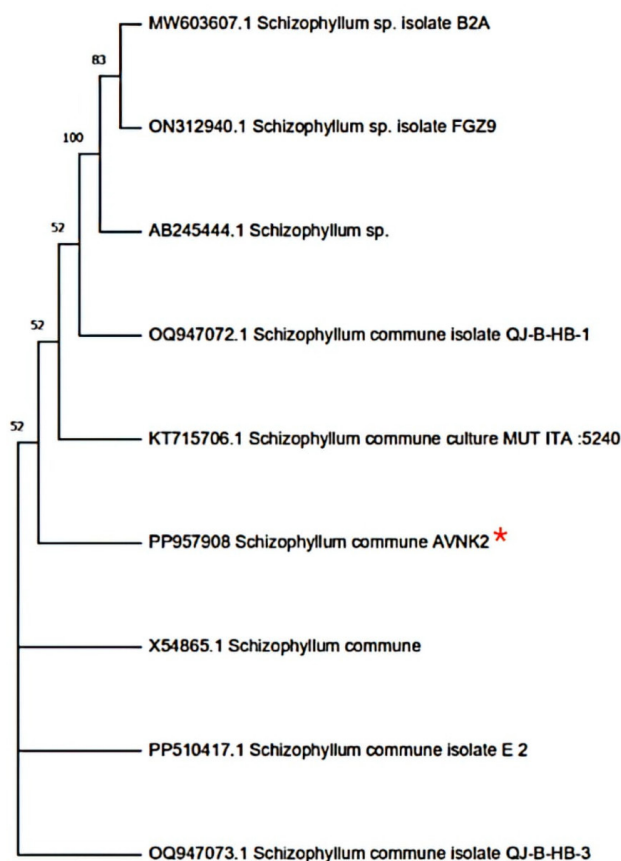 MW603607.1 Schizophyllum sp. isolate B2A
83
ON312940.1 Schizophyllum sp. isolate FGZ9
100
AB245444.1 Schizophyllum sp.
52
OQ947072.1 Schizophyllum commune isolate QJ-B-HB-1
52
KT715706.1 Schizophyllum commune culture MUT ITA :5240
52
PP957908 Schizophyllum commune AVNK2 *
X54865.1 Schizophyllum commune
PP510417.1 Schizophyllum commune isolate E 2
OQ947073.1 Schizophyllum commune isolate QJ-B-HB-3